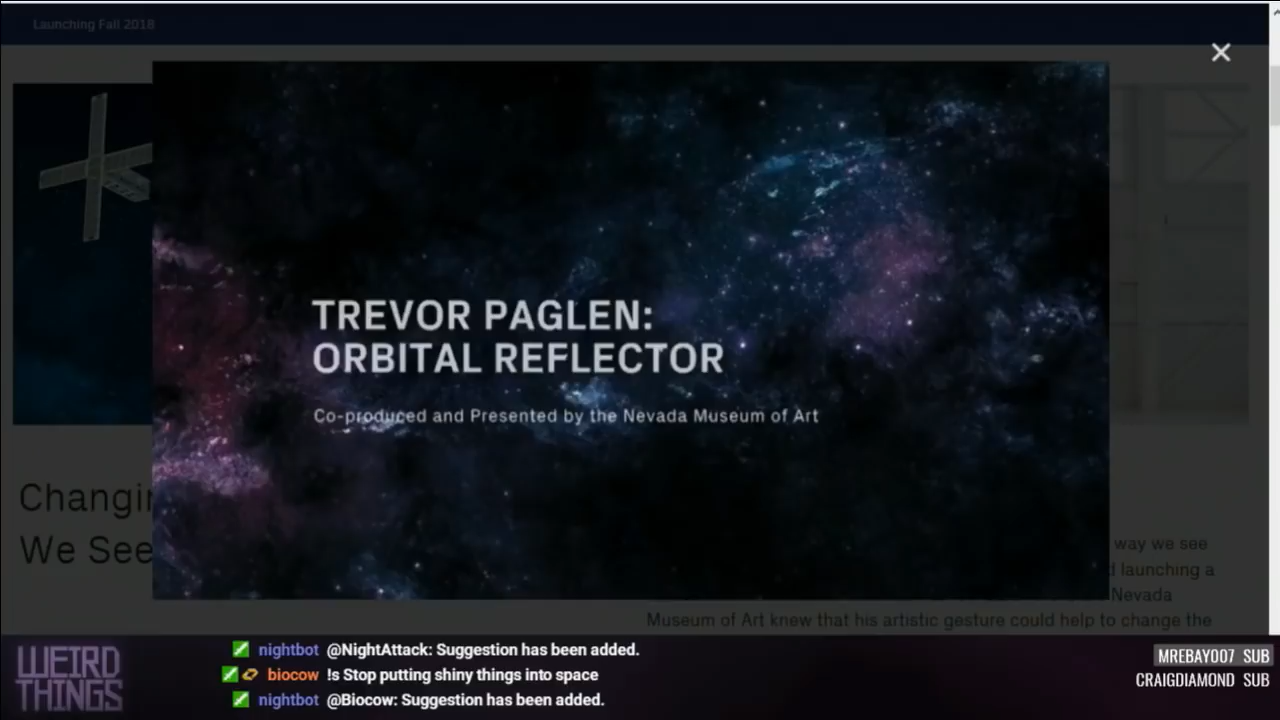 Launching Fall 2018
TREVOR PAGLEN:
ORBITAL REFLECTOR
Co-produced and Presented by the Nevada Museum of Art
Changin
We See
way we see
d launching a
Nevada
Museum of Art knew that his artistic gesture could help to change the
WEIRD
THINGS
nightbot @NightAttack: Suggestion has been added.
biocow !s Stop putting shiny things into space
nightbot @Biocow: Suggestion has been added.
MREBAY007 SUB
CRAIGDIAMOND SUB